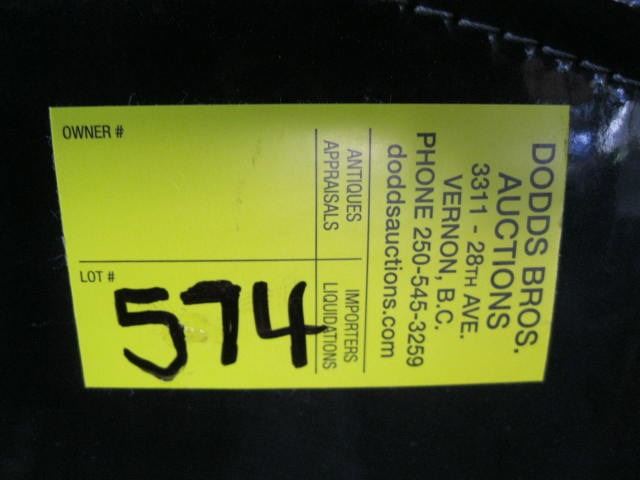 DODDS BROS.
AUCTIONS
3311 - 28TH AVE.
VERNON, B.C.
PHONE 250-545-3259
doddsauctions.com
ANTIQUES
APPRAISALS
IMPORTERS
LIQUIDATIONS
OWNER #
LOT #
574